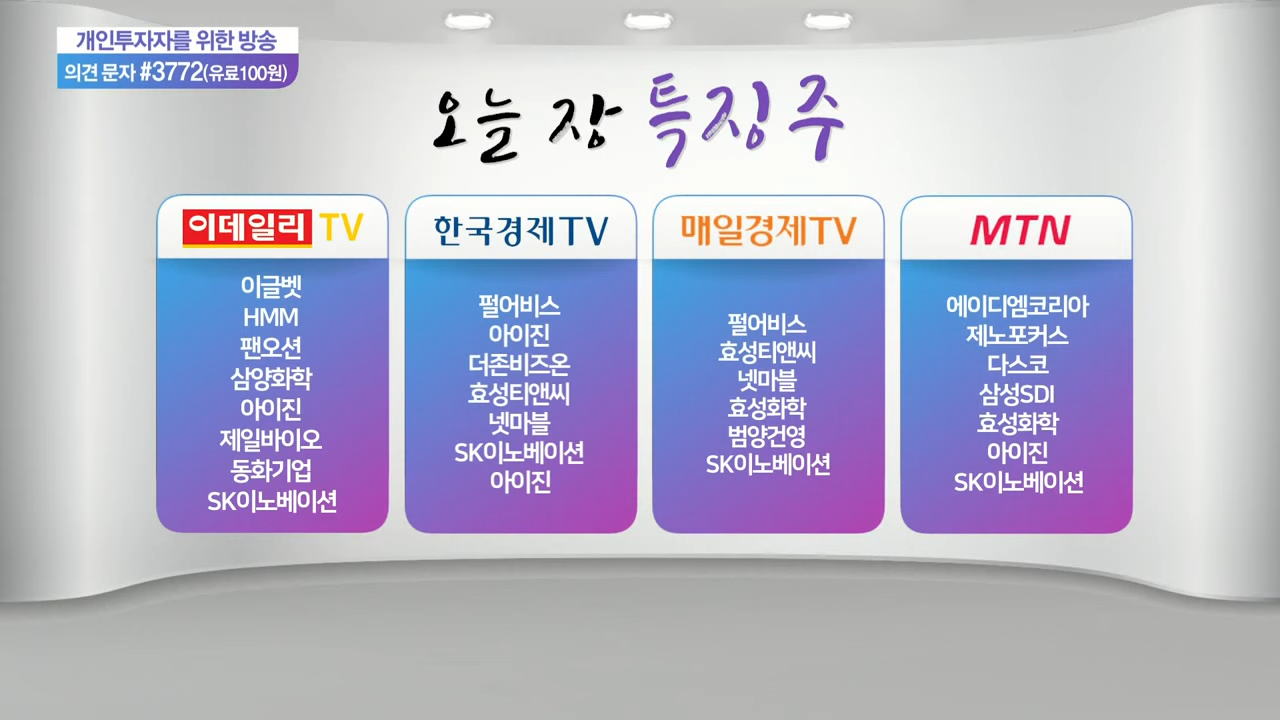 개인투자자를 위한 방송
의견 문자 #3772(유료100원)
오늘 장 특징주
이데일리 TV
이글벳
HMM
팬오션
삼양화학
아이진
제일바이오
동화기업
SK이노베이션
한국경제TV
펄어비스
아이진
더존비즈온
효성티앤씨
넷마블
SK이노베이션
아이진
매일경제TV
펄어비스
효성티앤씨
넷마블
효성화학
범양건영
SK이노베이션
MTN
에이디엠코리아
제노포커스
다스코
삼성SDI
효성화학
아이진
SK이노베이션